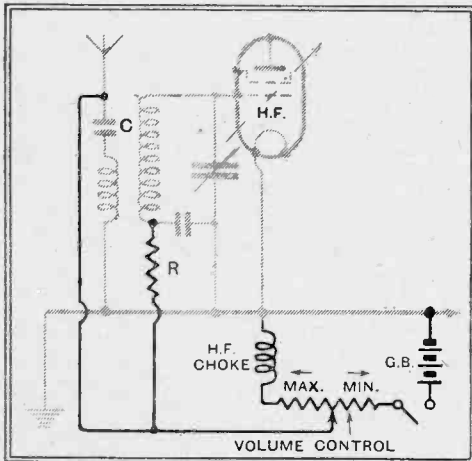 H.F.
C
R
H.F.
CHOKE
MAX. MIN.
G.B.
VOLUME CONTROL